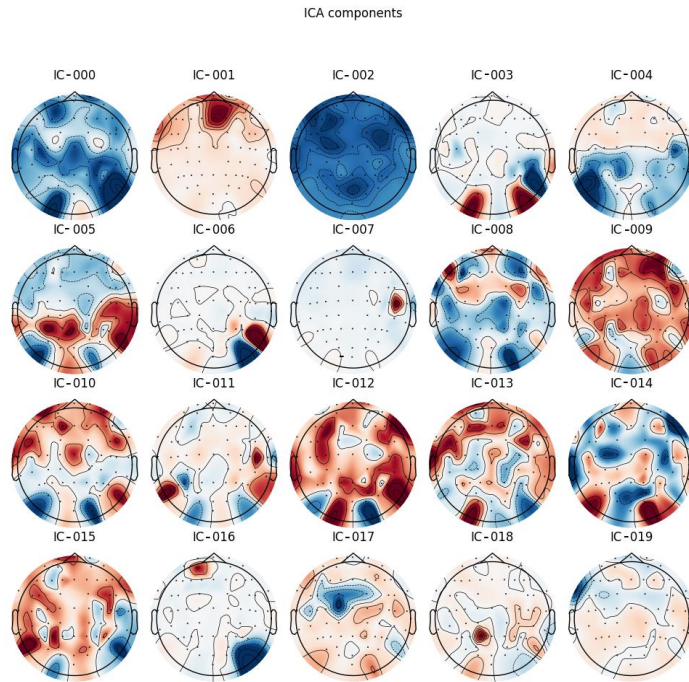 ICA components
IC-000 IC-001 IC-002 IC-003 IC-004
IC-005 IC-006 IC-007 IC-008 IC-009
IC-010 IC-011 IC-012 IC-013 IC-014
IC-015 IC-016 IC-017 IC-018 IC-019